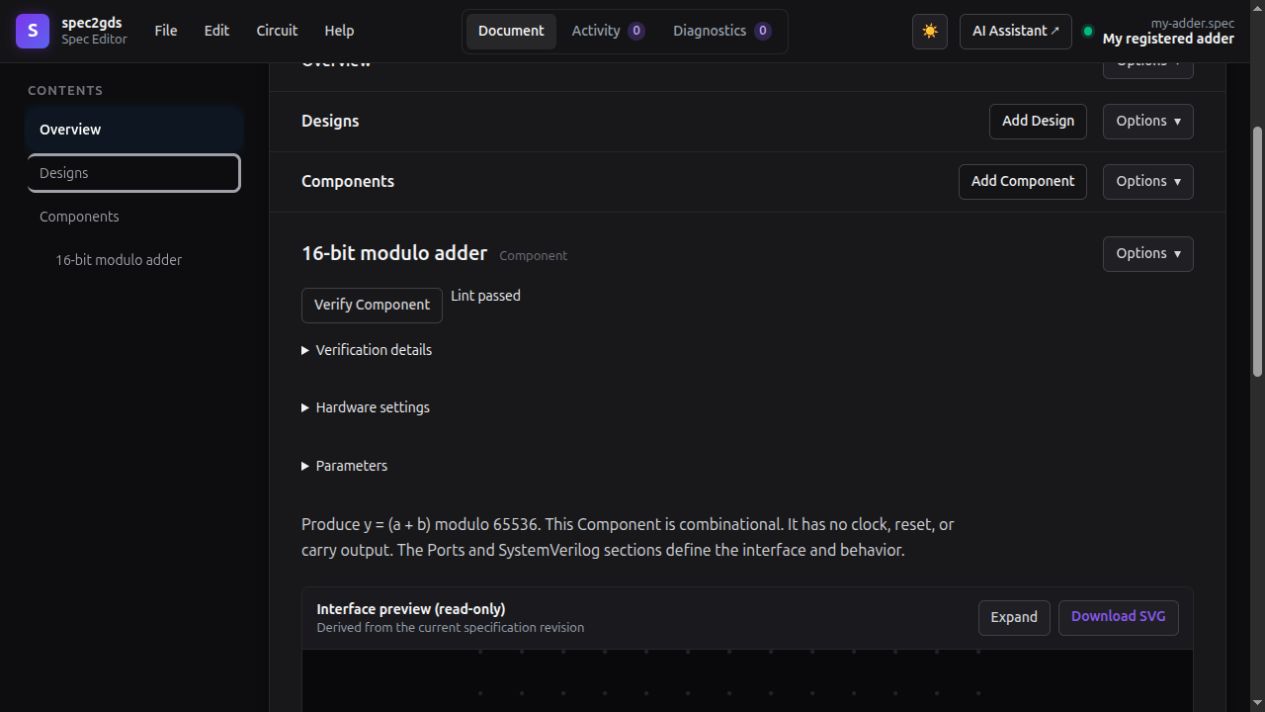 S
spec2gds
Spec Editor
File
Edit
Circuit
Help
Document
Activity 0
Diagnostics 0
AI Assistant ↗
my-adder.spec
My registered adder
CONTENTS
Overview
Designs
Components
16-bit modulo adder
Overview
Options ▾
Designs
Add Design
Options ▾
Components
Add Component
Options ▾
16-bit modulo adder Component
Options ▾
Verify Component
Lint passed
▶ Verification details
▶ Hardware settings
▶ Parameters
Produce y = (a + b) modulo 65536. This Component is combinational. It has no clock, reset, or
carry output. The Ports and SystemVerilog sections define the interface and behavior.
Interface preview (read-only)
Derived from the current specification revision
Expand
Download SVG